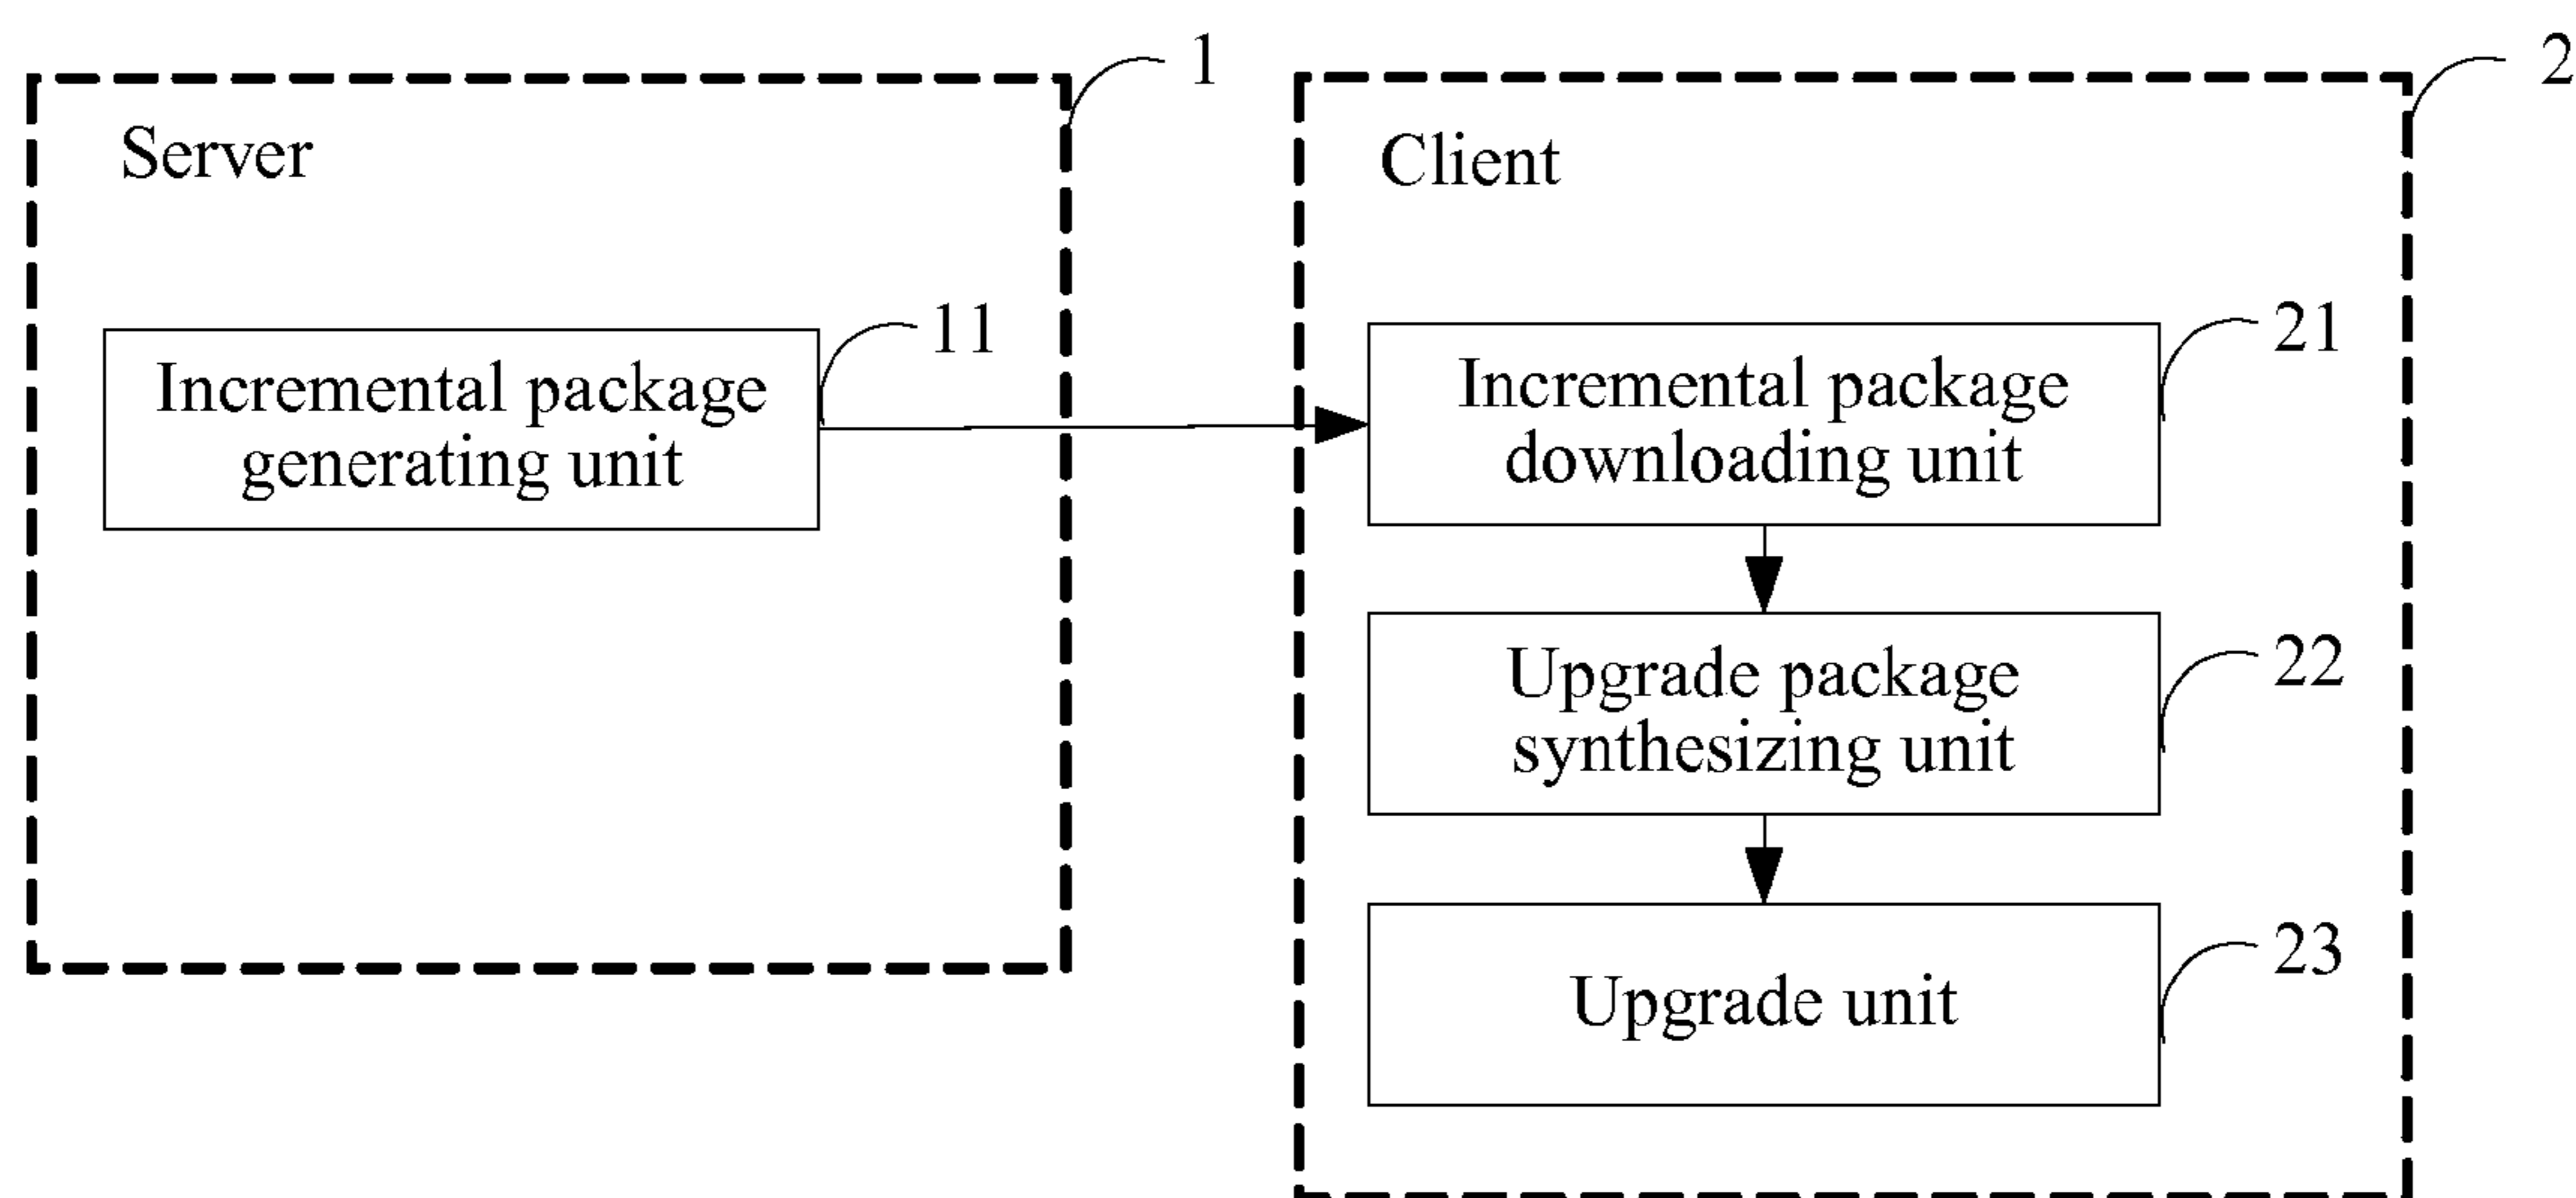 1
Server
11
Incremental package
generating unit
2
Client
21
Incremental package
downloading unit
22
Upgrade package
synthesizing unit
23
Upgrade unit